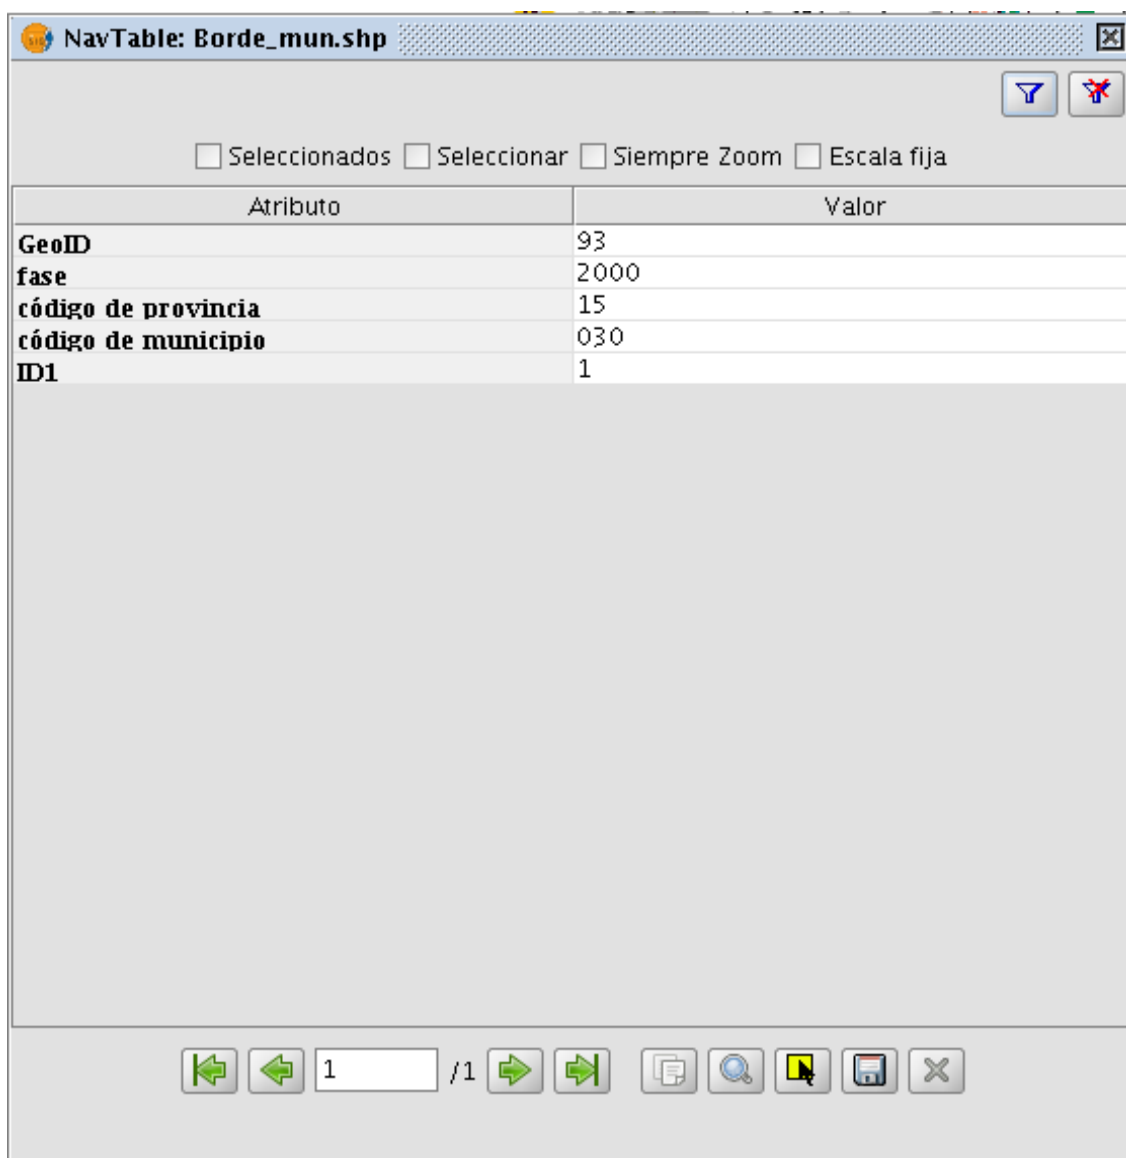 NavTable: Borde_mun.shp
Seleccionados Seleccionar Siempre Zoom Escala fija
Atributo Valor
GeoID 93
fase 2000
código de provincia 15
código de municipio 030
ID1 1
1 /1